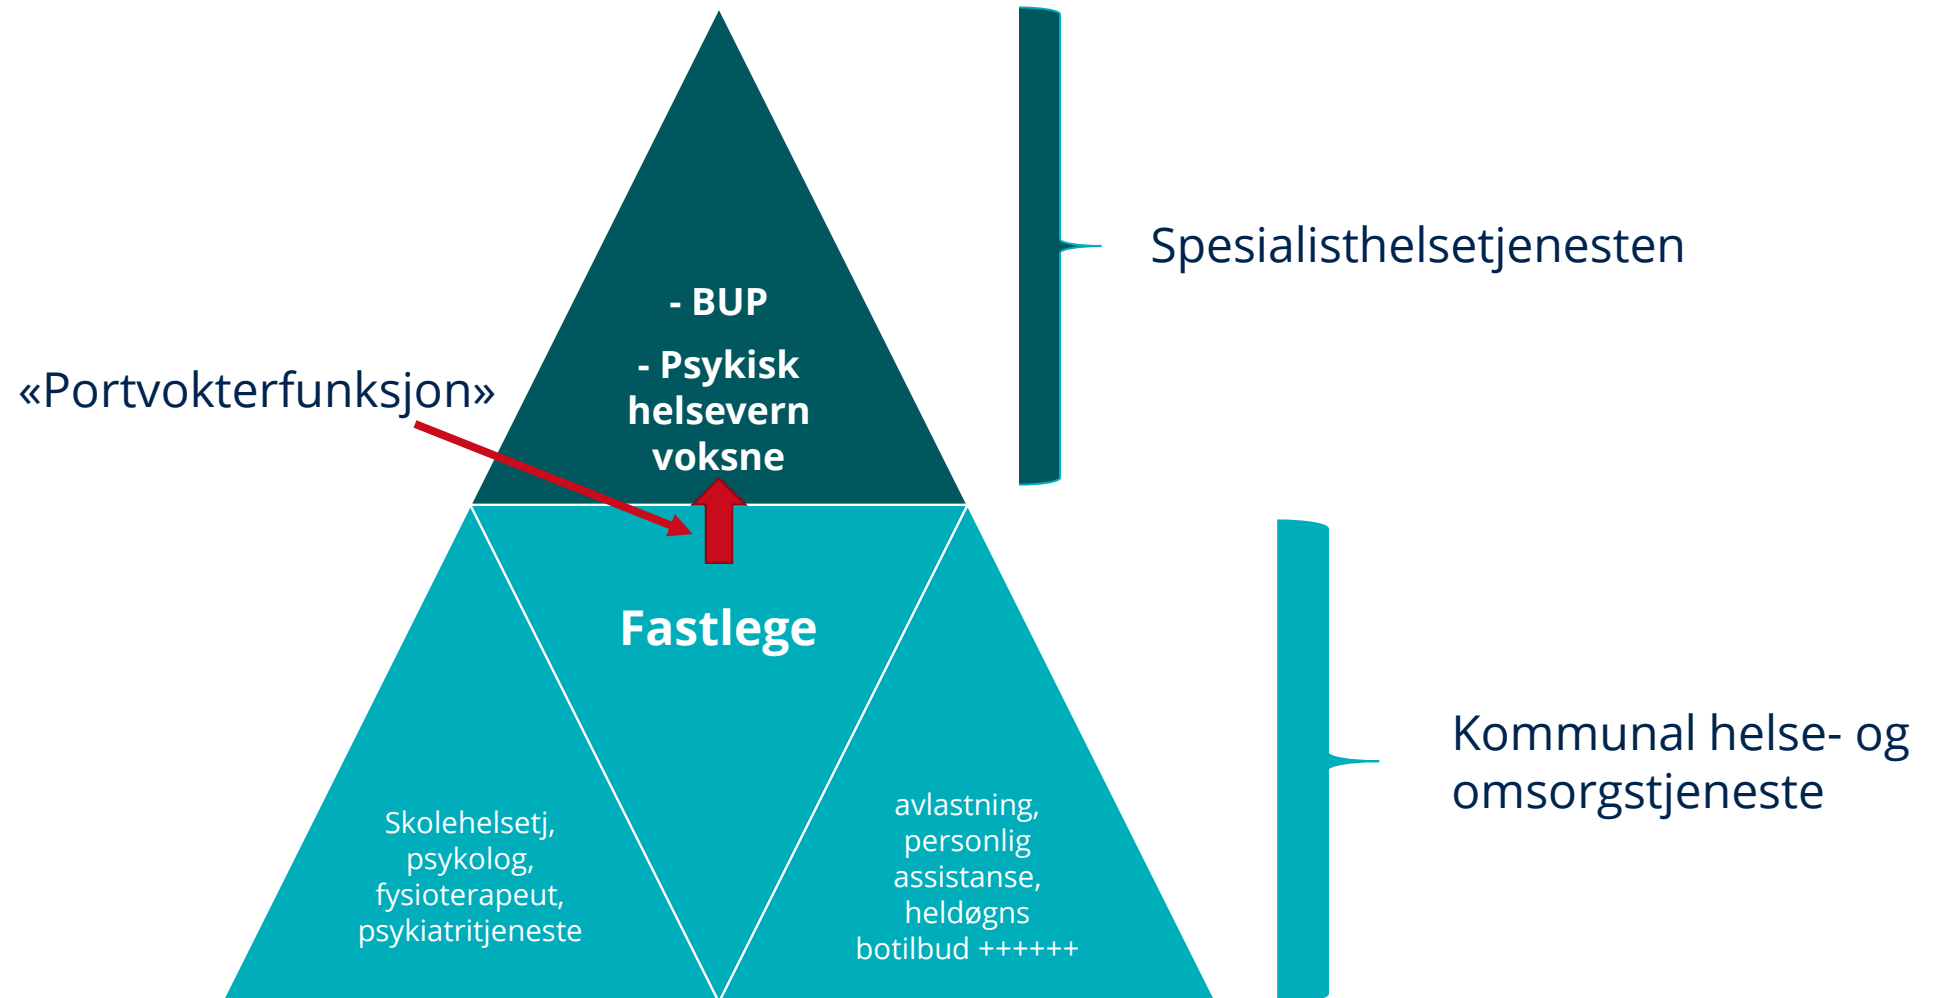 - BUP
- Psykisk
helsevern
voksne
Spesialisthelsetjenesten
«Portvokterfunksjon»
Fastlege
Skolehelsetj,
psykolog,
fysioterapeut,
psykiatritjeneste
avlastning,
personlig
assistanse,
heldøgns
botilbud ++++++
Kommunal helse- og
omsorgstjeneste